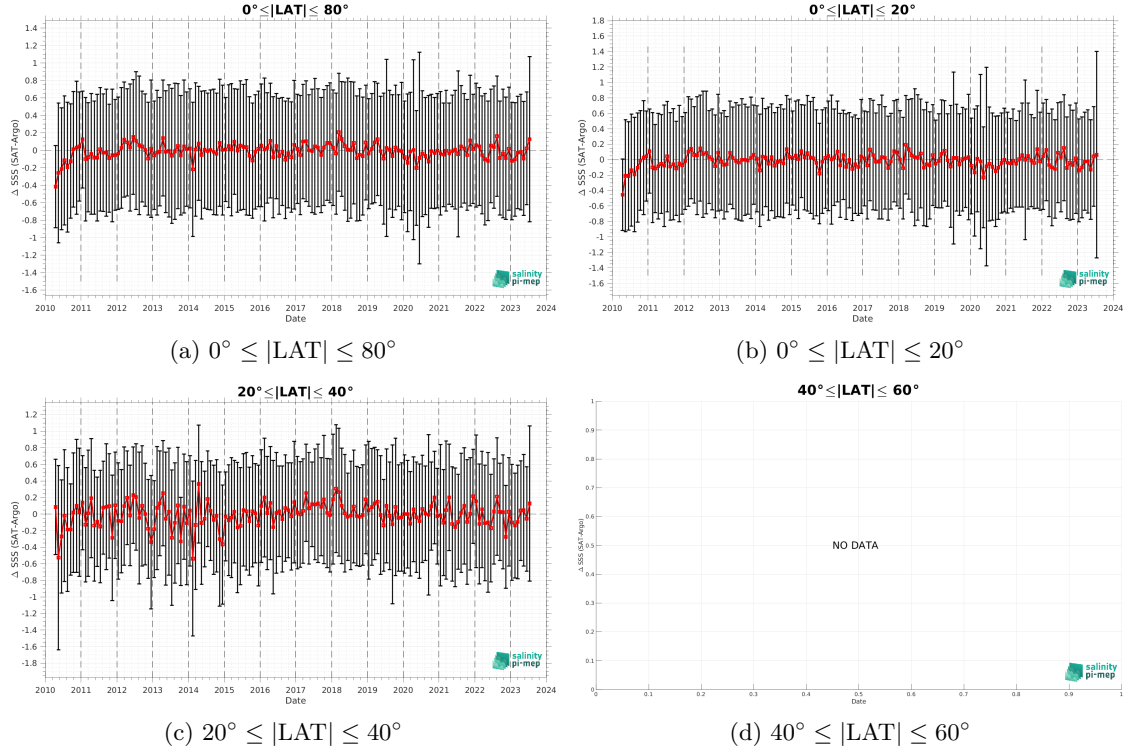 0°≤|LAT|≤ 80°
Δ SSS (SAT-Argo)
1.4
1.2
1
0.8
0.6
0.4
0.2
0
-0.2
-0.4
-0.6
-0.8
-1
-1.2
-1.4
-1.6
salinity
pi-mep
2010 2011 2012 2013 2014 2015 2016 2017 2018 2019 2020 2021 2022 2023 2024
Date
(a) 0° ≤ |LAT| ≤ 80°
0°≤|LAT|≤ 20°
Δ SSS (SAT-Argo)
1.8
1.6
1.4
1.2
1
0.8
0.6
0.4
0.2
0
-0.2
-0.4
-0.6
-0.8
-1
-1.2
-1.4
-1.6
salinity
pi-mep
2010 2011 2012 2013 2014 2015 2016 2017 2018 2019 2020 2021 2022 2023 2024
Date
(b) 0° ≤ |LAT| ≤ 20°
20°≤|LAT|≤ 40°
Δ SSS (SAT-Argo)
1.2
1
0.8
0.6
0.4
0.2
0
-0.2
-0.4
-0.6
-0.8
-1
-1.2
-1.4
-1.6
-1.8
salinity
pi-mep
2010 2011 2012 2013 2014 2015 2016 2017 2018 2019 2020 2021 2022 2023 2024
Date
(c) 20° ≤ |LAT| ≤ 40°
40°≤|LAT|≤ 60°
Δ SSS (SAT-Argo)
1
0.9
0.8
0.7
0.6
0.5
0.4
0.3
0.2
0.1
0
NO DATA
salinity
pi-mep
0 0.1 0.2 0.3 0.4 0.5 0.6 0.7 0.8 0.9 1
Date
(d) 40° ≤ |LAT| ≤ 60°